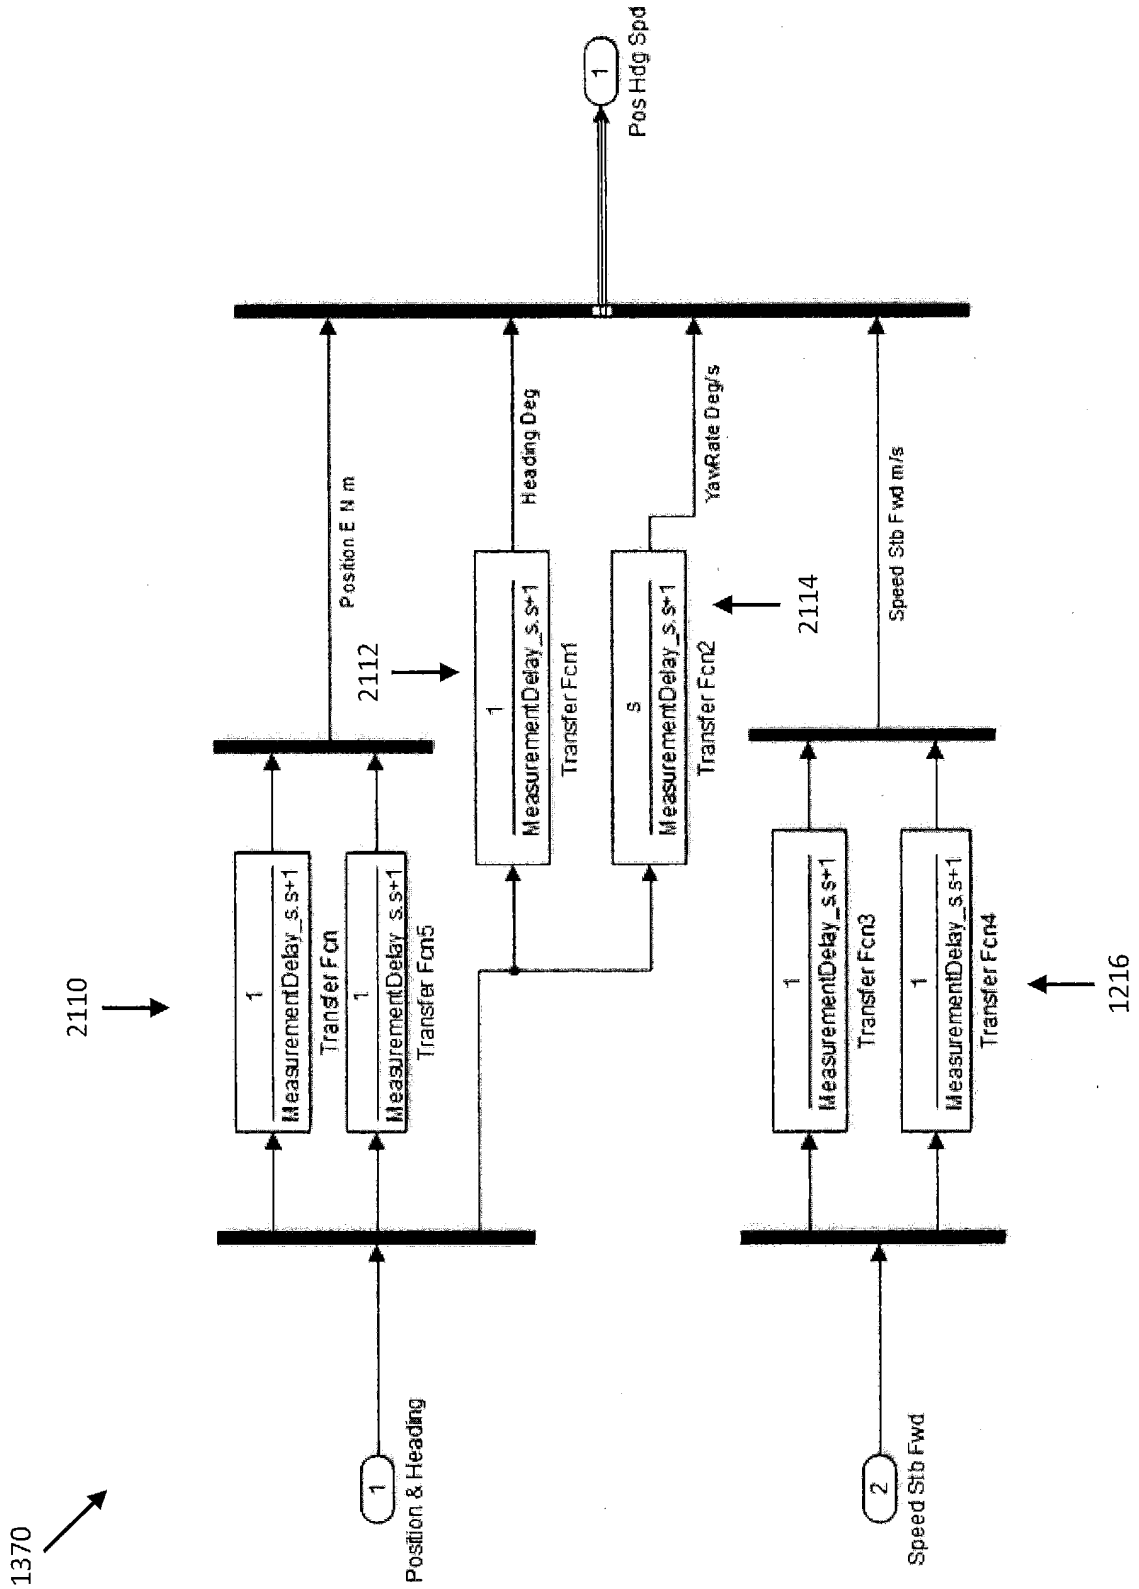 1370
2110
2112
2114
1216
1
Position & Heading
2
Speed Stb Fwd
1
MeasurementDelay_s.s+1
Transfer Fcn
1
MeasurementDelay_s.s+1
Transfer Fcn5
1
MeasurementDelay_s.s+1
Transfer Fcn1
s
MeasurementDelay_s.s+1
Transfer Fcn2
1
MeasurementDelay_s.s+1
Transfer Fcn3
1
MeasurementDelay_s.s+1
Transfer Fcn4
Position E N m
Heading Deg
YawRate Deg/s
Speed Stb Fwd m/s
1
Pos Hdg Spd